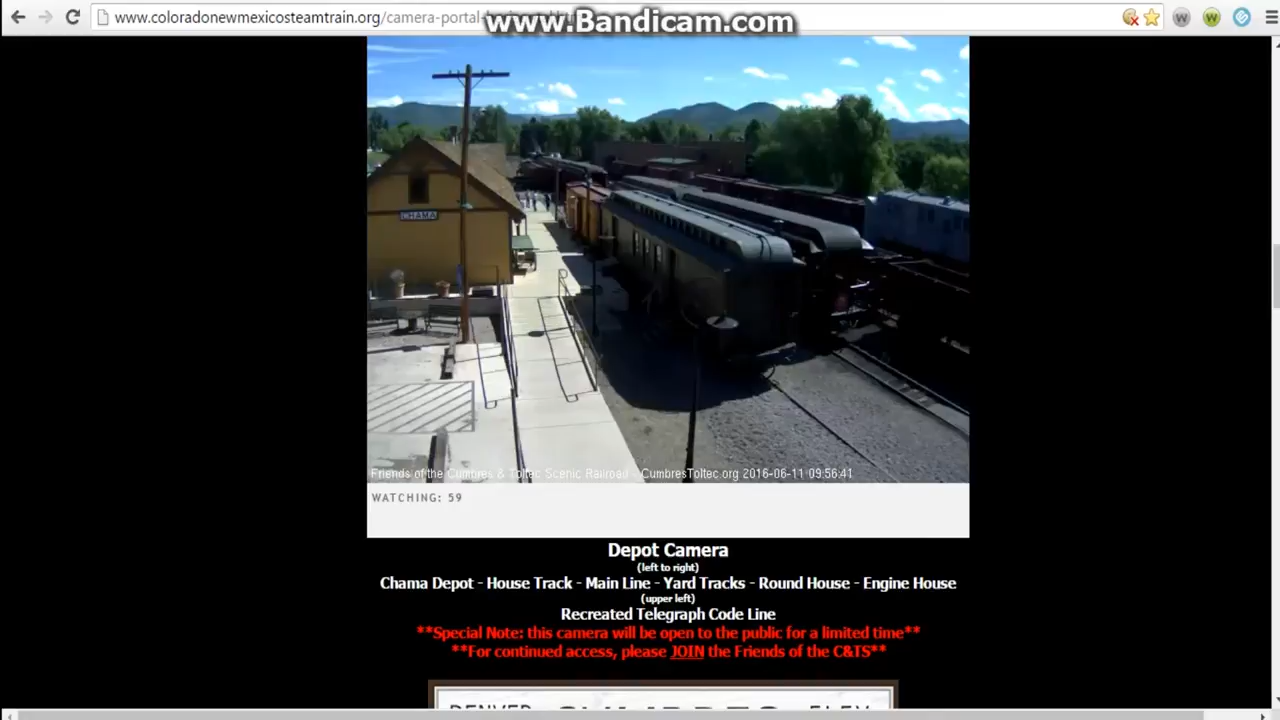 www.Bandicam.com
www.coloradonewmexicosteamtrain.org/camera-portal-
CHAMA
Friends of the Cumbres & Toltec Scenic Railroad - CumbresToltec.org 2016-06-11 09:56:41
WATCHING: 59
Depot Camera
(left to right)
Chama Depot - House Track - Main Line - Yard Tracks - Round House - Engine House
(upper left)
Recreated Telegraph Code Line
**Special Note: this camera will be open to the public for a limited time**
**For continued access, please JOIN the Friends of the C&TS**